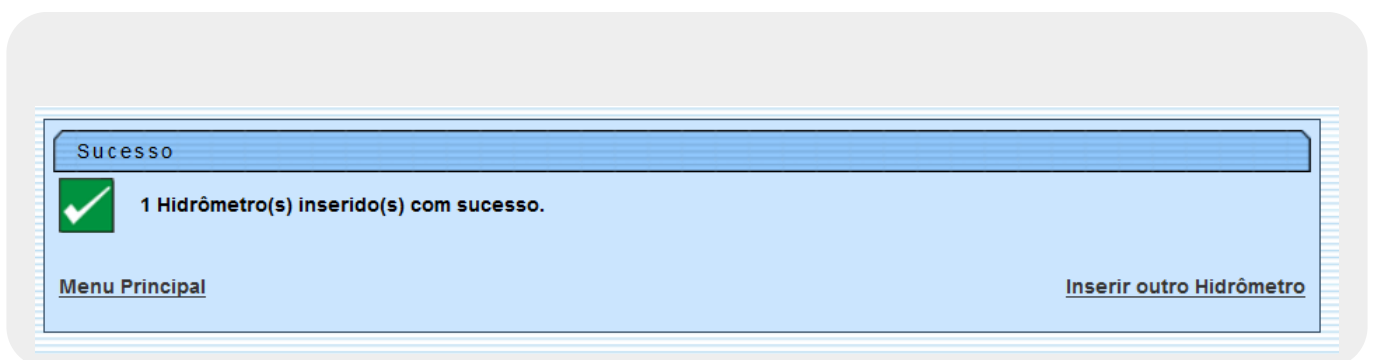 Sucesso
1 Hidrômetro(s) inserido(s) com sucesso.
Menu Principal
Inserir outro Hidrômetro